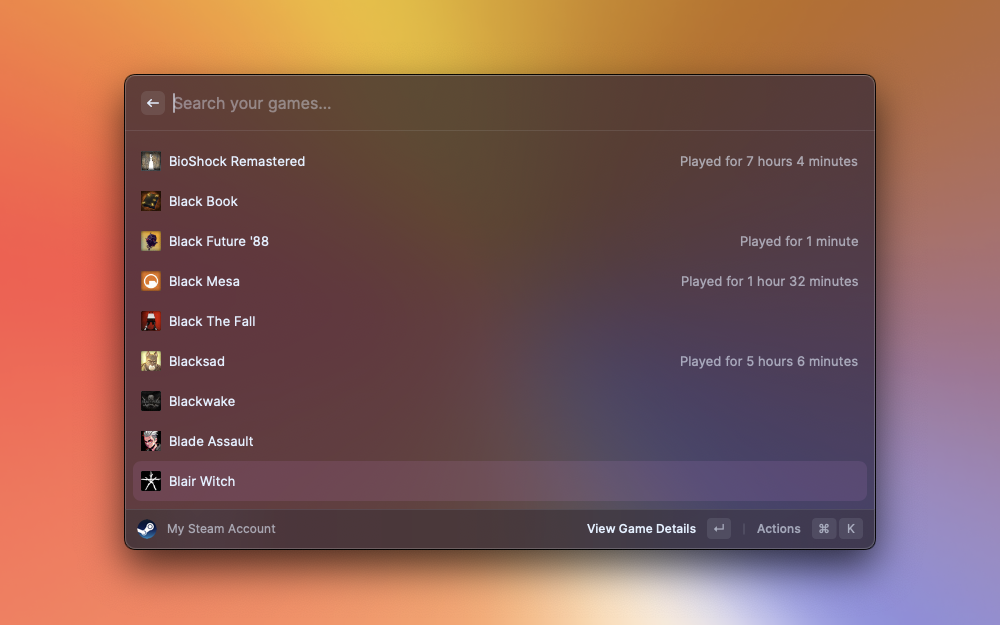 Search your games...
BioShock Remastered Played for 7 hours 4 minutes
Black Book
Black Future '88 Played for 1 minute
Black Mesa Played for 1 hour 32 minutes
Black The Fall
Blacksad Played for 5 hours 6 minutes
Blackwake
Blade Assault
Blair Witch
My Steam Account View Game Details ↵ | Actions ⌘ K